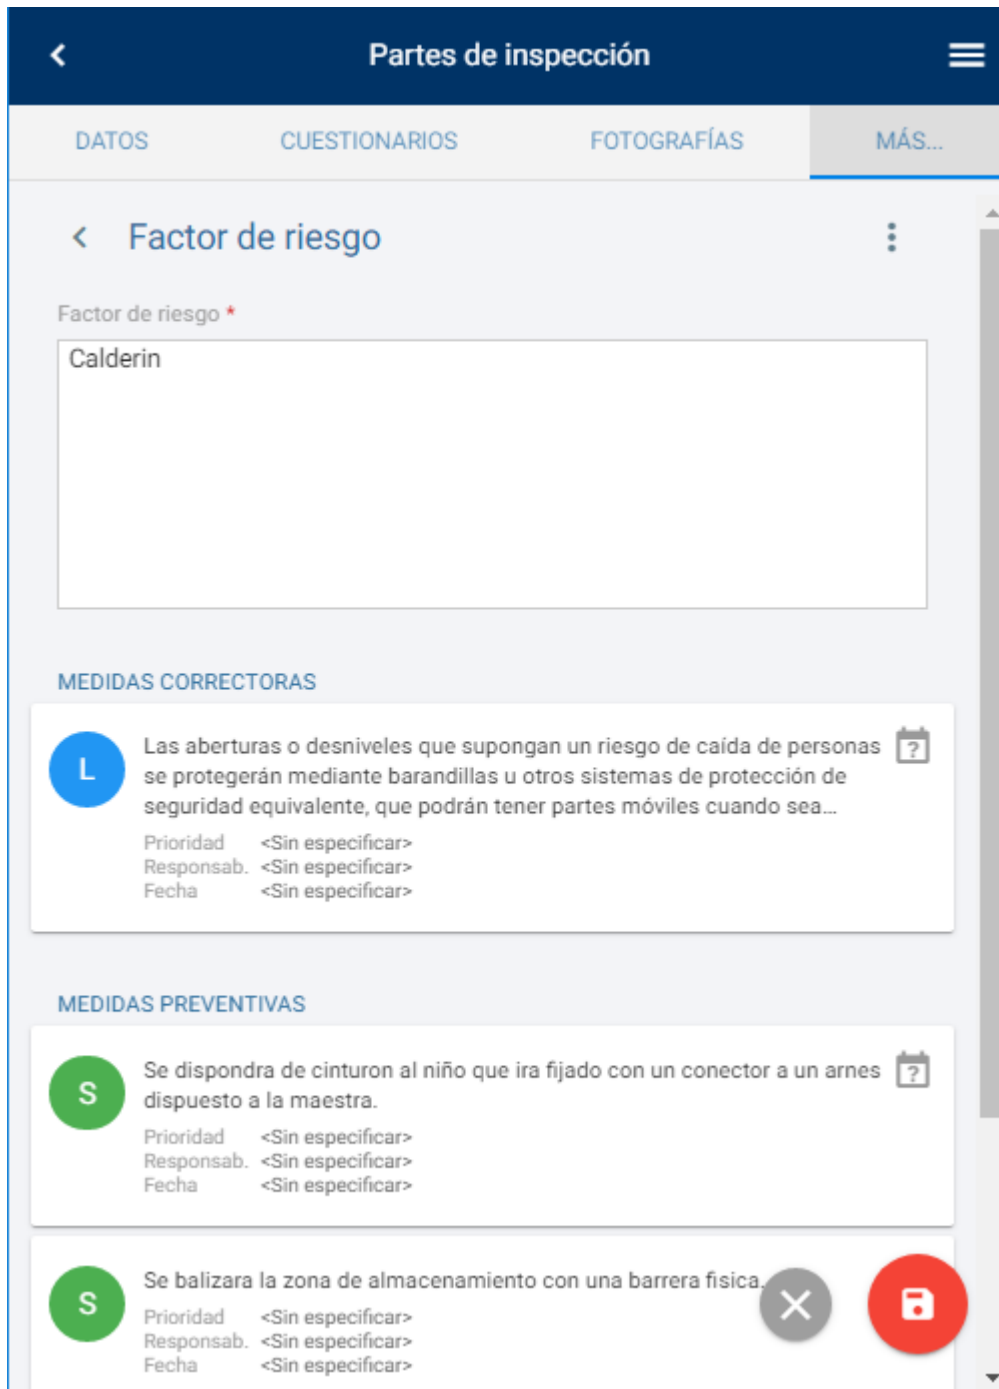 Partes de inspección
DATOS CUESTIONARIOS FOTOGRAFÍAS MÁS...
Factor de riesgo
Factor de riesgo *
Calderin
MEDIDAS CORRECTORAS
L
Las aberturas o desniveles que supongan un riesgo de caída de personas
se protegerán mediante barandillas u otros sistemas de protección de
seguridad equivalente, que podrán tener partes móviles cuando sea...
?
Prioridad <Sin especificar>
Responsab. <Sin especificar>
Fecha <Sin especificar>
MEDIDAS PREVENTIVAS
S
Se dispondra de cinturon al niño que ira fijado con un conector a un arnes
dispuesto a la maestra.
?
Prioridad <Sin especificar>
Responsab. <Sin especificar>
Fecha <Sin especificar>
S
Se balizara la zona de almacenamiento con una barrera fisica.
Prioridad <Sin especificar>
Responsab. <Sin especificar>
Fecha <Sin especificar>